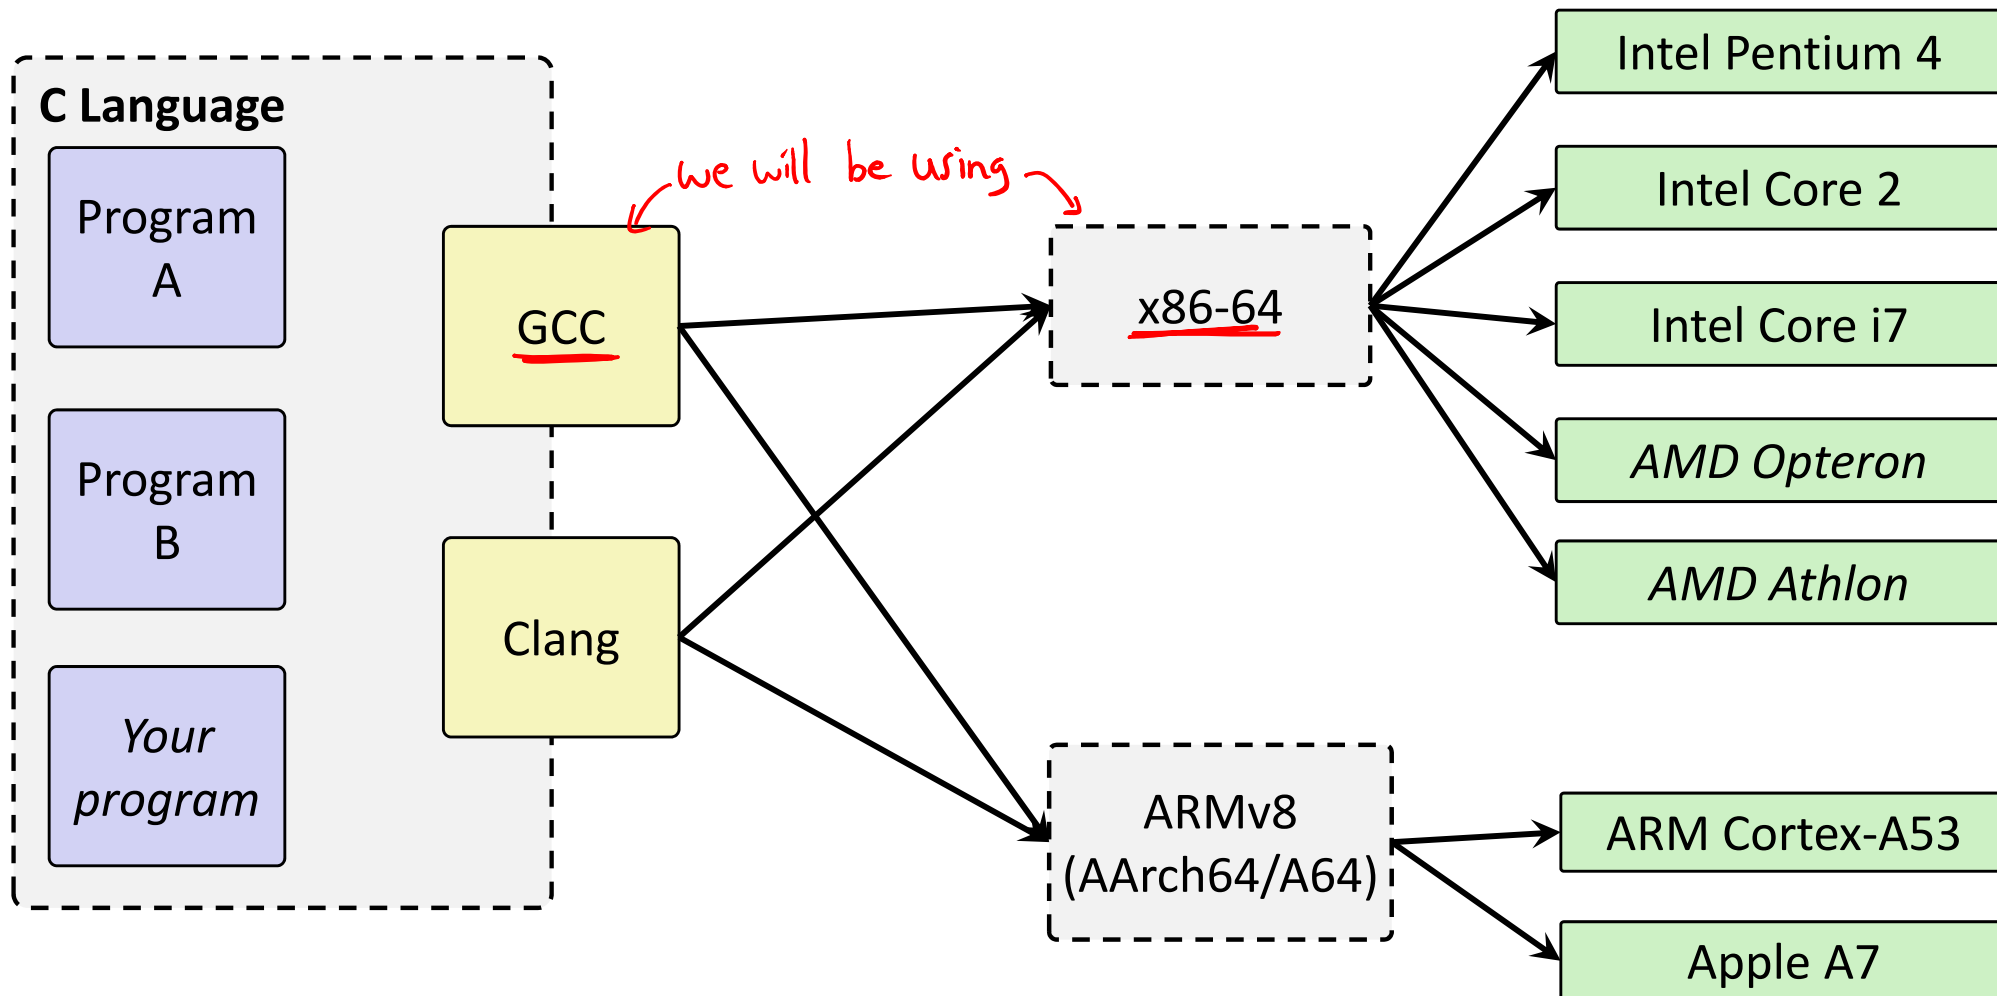 C Language
Program
A
Program
B
Your
program
GCC
Clang
we will be using
x86-64
ARMv8
(AArch64/A64)
Intel Pentium 4
Intel Core 2
Intel Core i7
AMD Opteron
AMD Athlon
ARM Cortex-A53
Apple A7